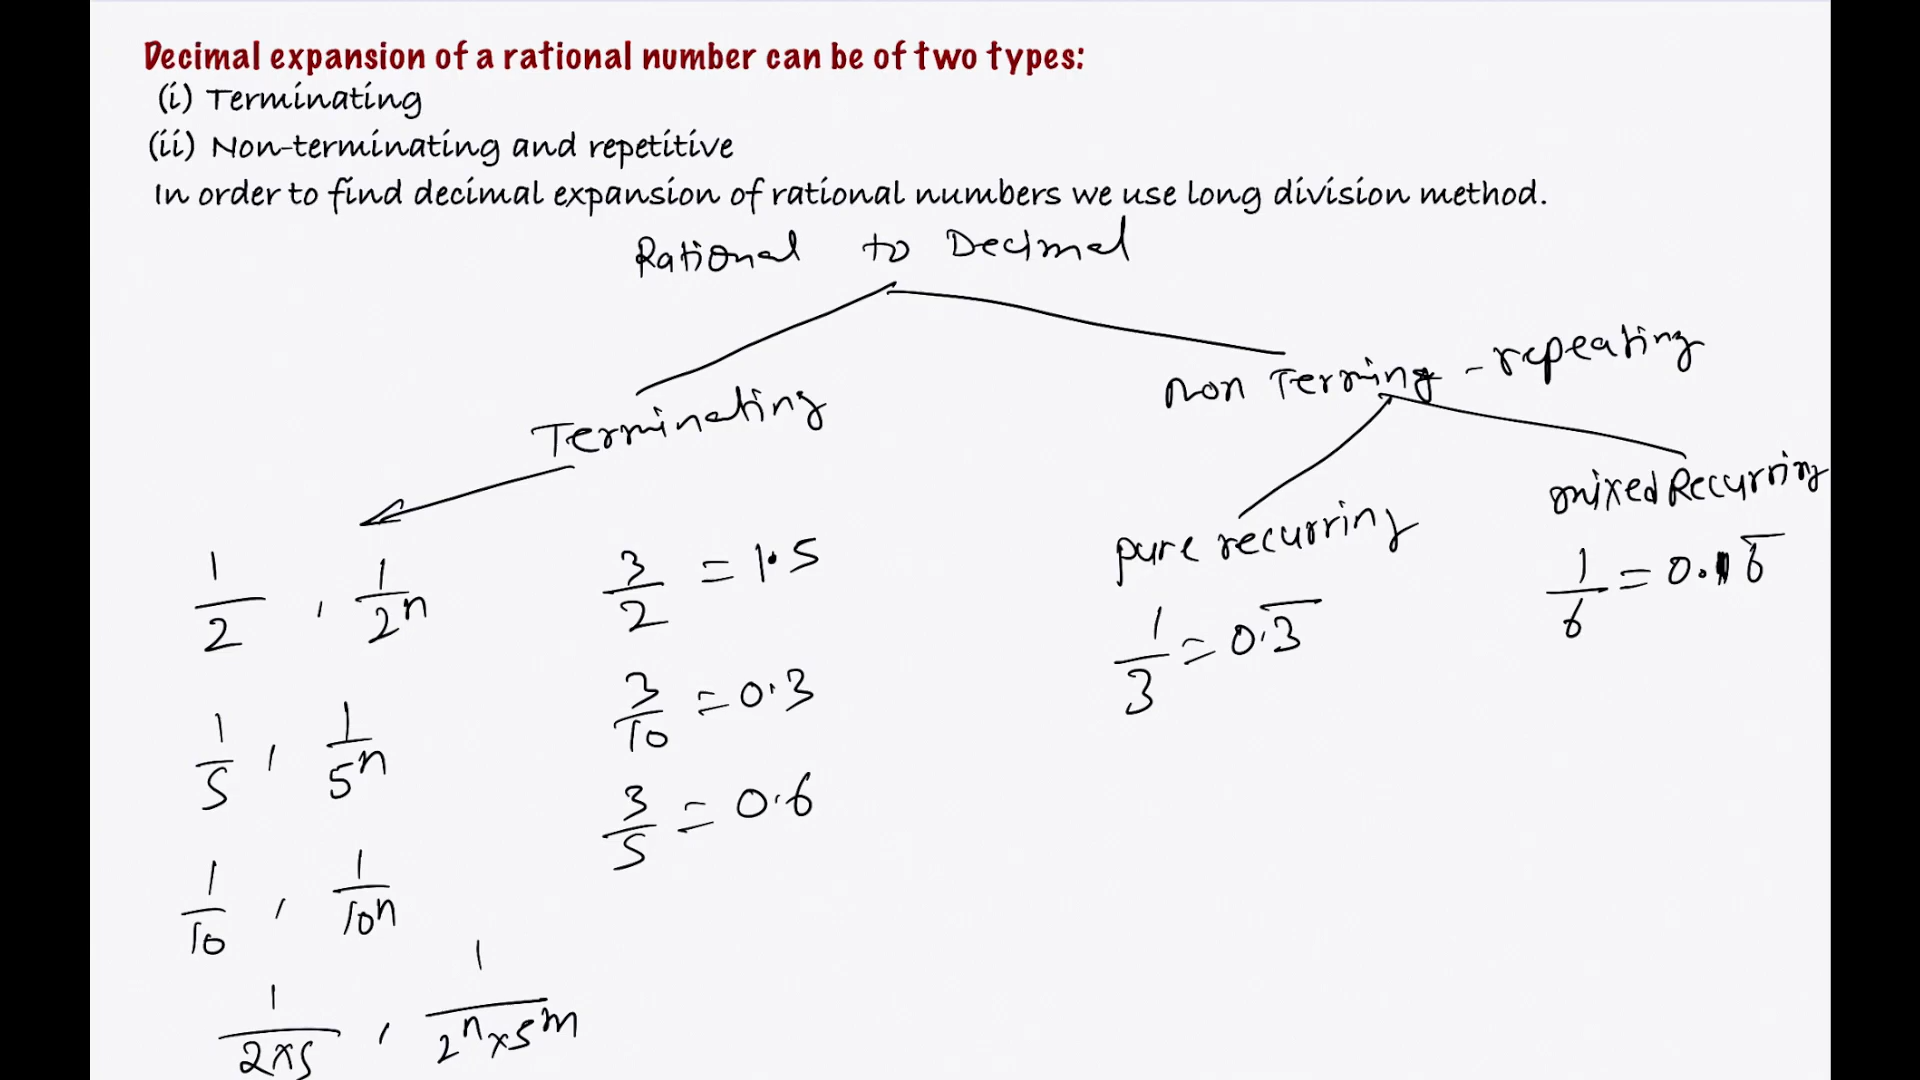 Decimal expansion of a rational number can be of two types:
(i) Terminating
(ii) Non-terminating and repetitive
In order to find decimal expansion of rational numbers we use long division method.
Rational to Decimal
Terminating
Non Terming - repeating
pure recurring
mixed Recurring
1/2 , 1/2ⁿ
3/2 = 1.5
1/3 = 0.3̅
1/6 = 0.16̅
1/5 , 1/5ⁿ
3/10 = 0.3
1/10 , 1/10ⁿ
3/5 = 0.6
1/2×5 , 1/2ⁿ×5ᵐ